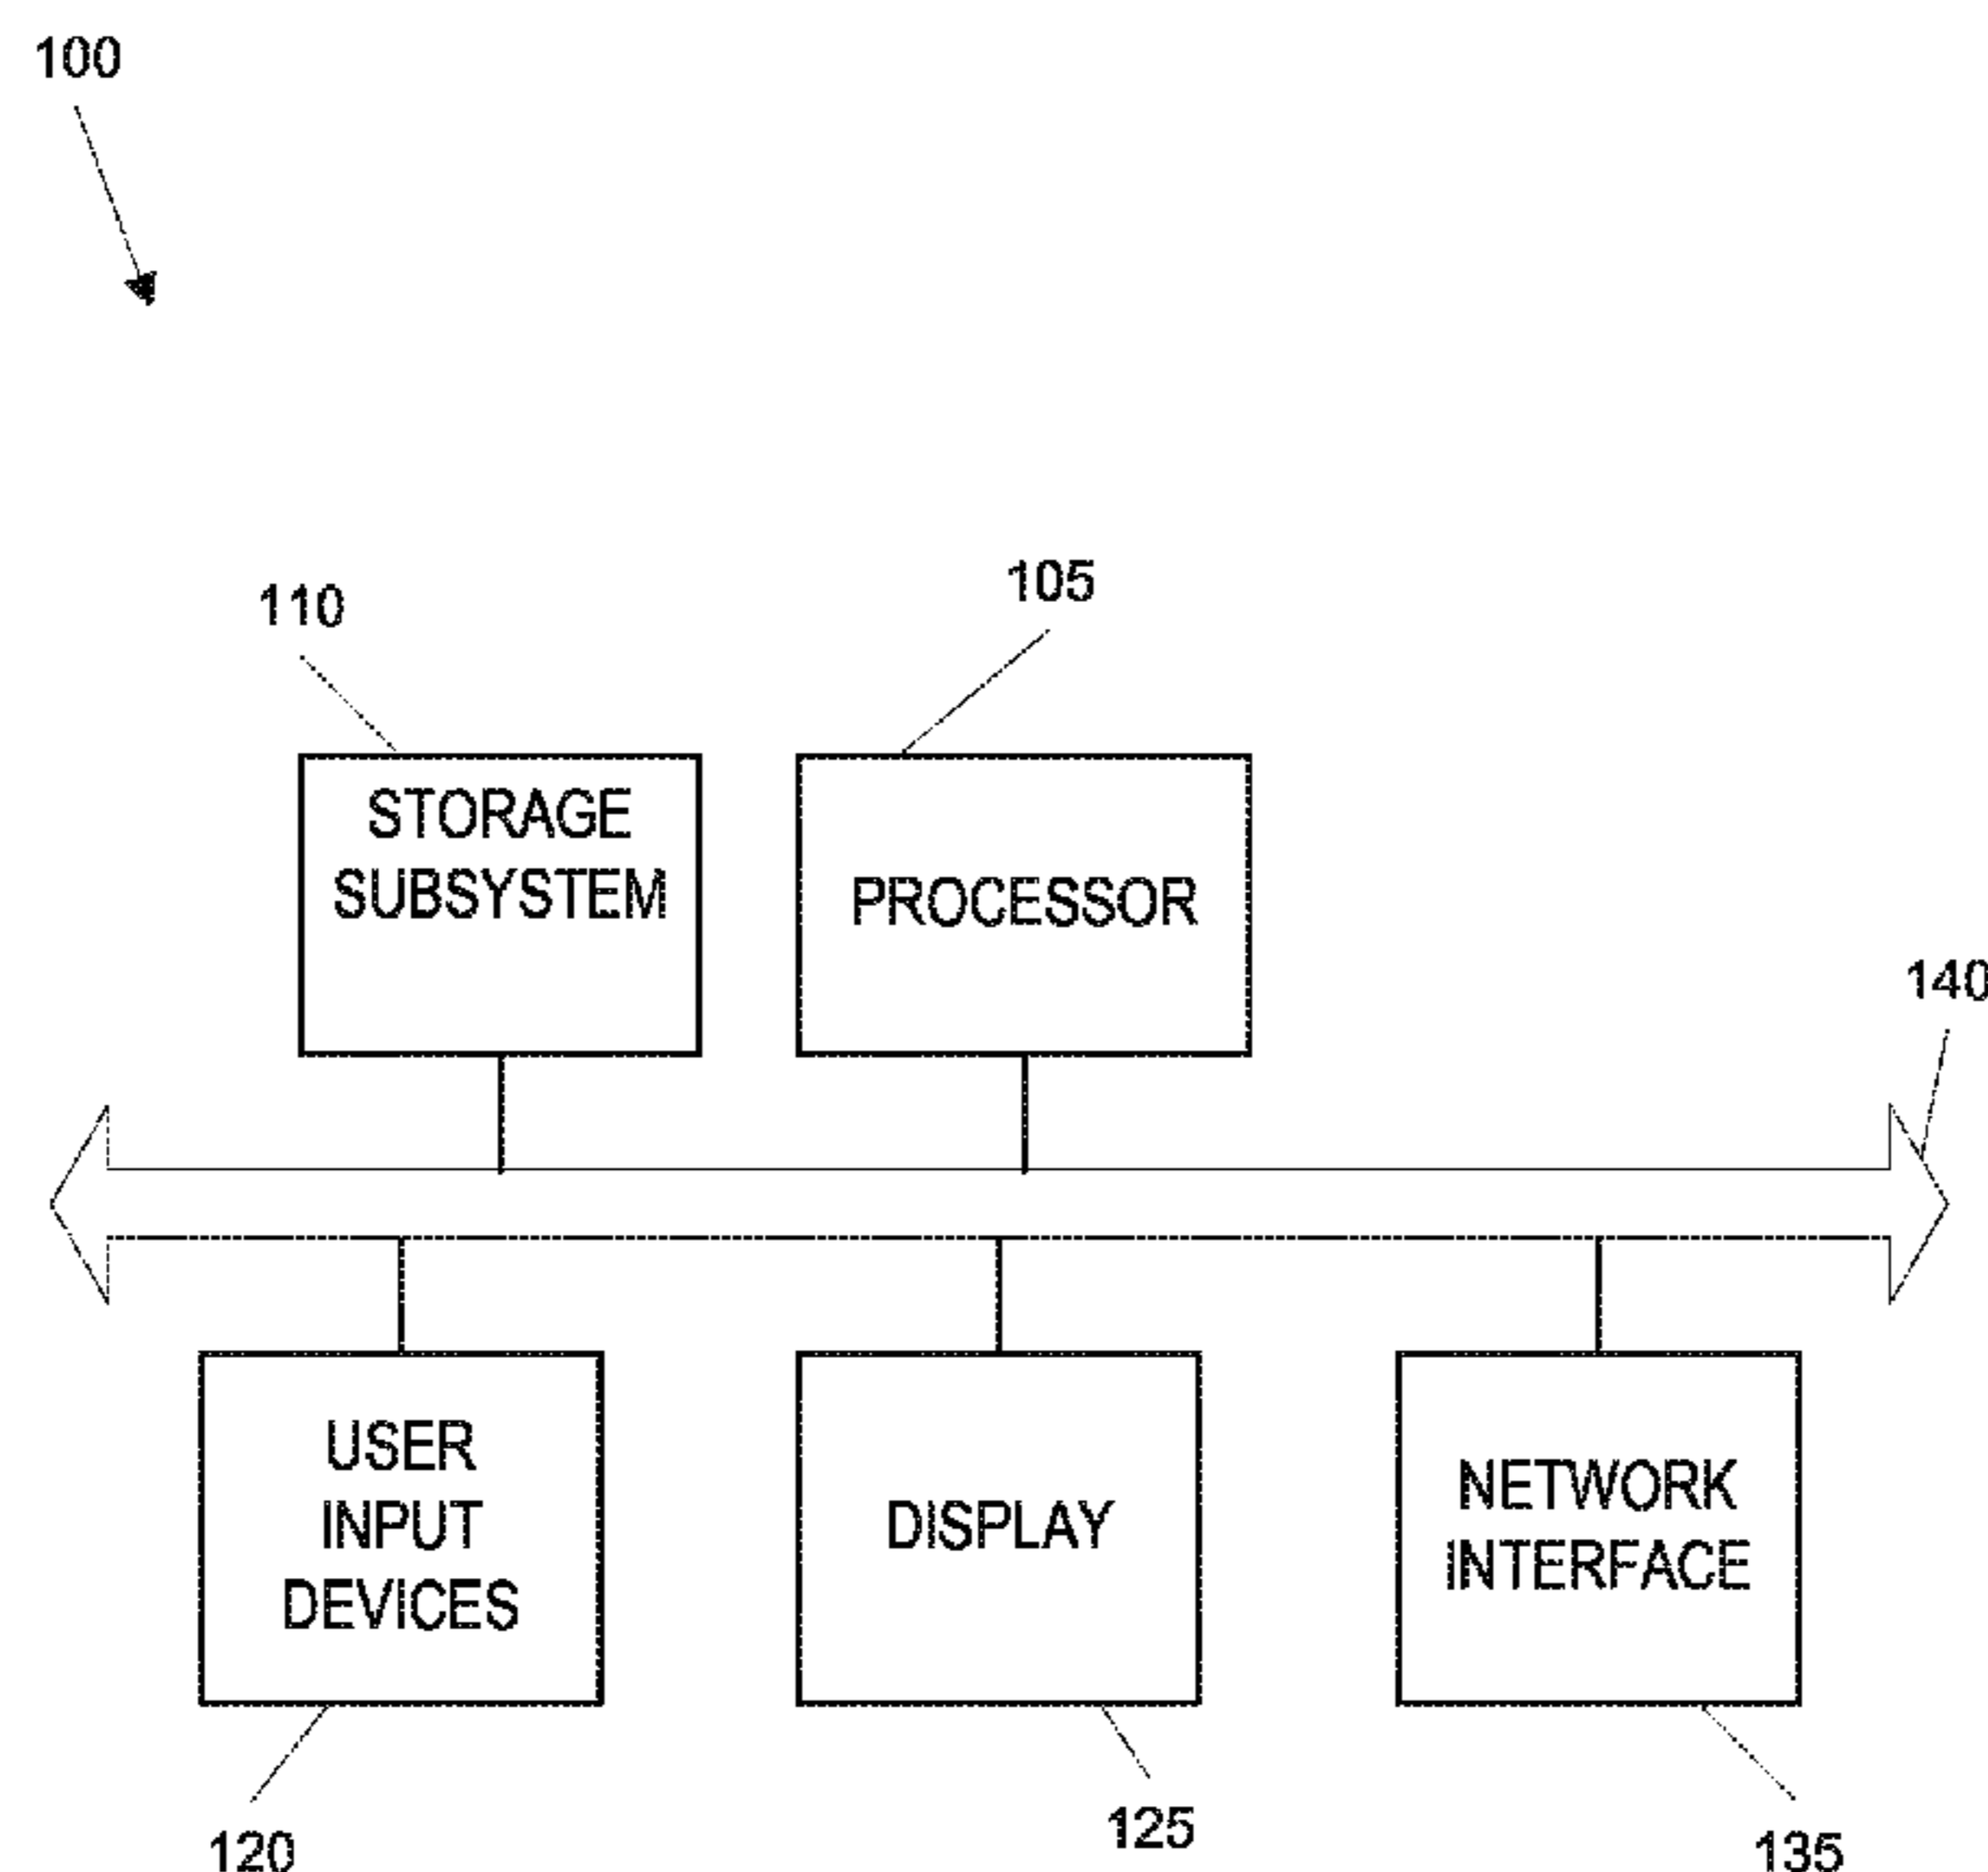 100
110
105
STORAGE
SUBSYSTEM
PROCESSOR
140
USER
INPUT
DEVICES
DISPLAY
NETWORK
INTERFACE
120
125
135